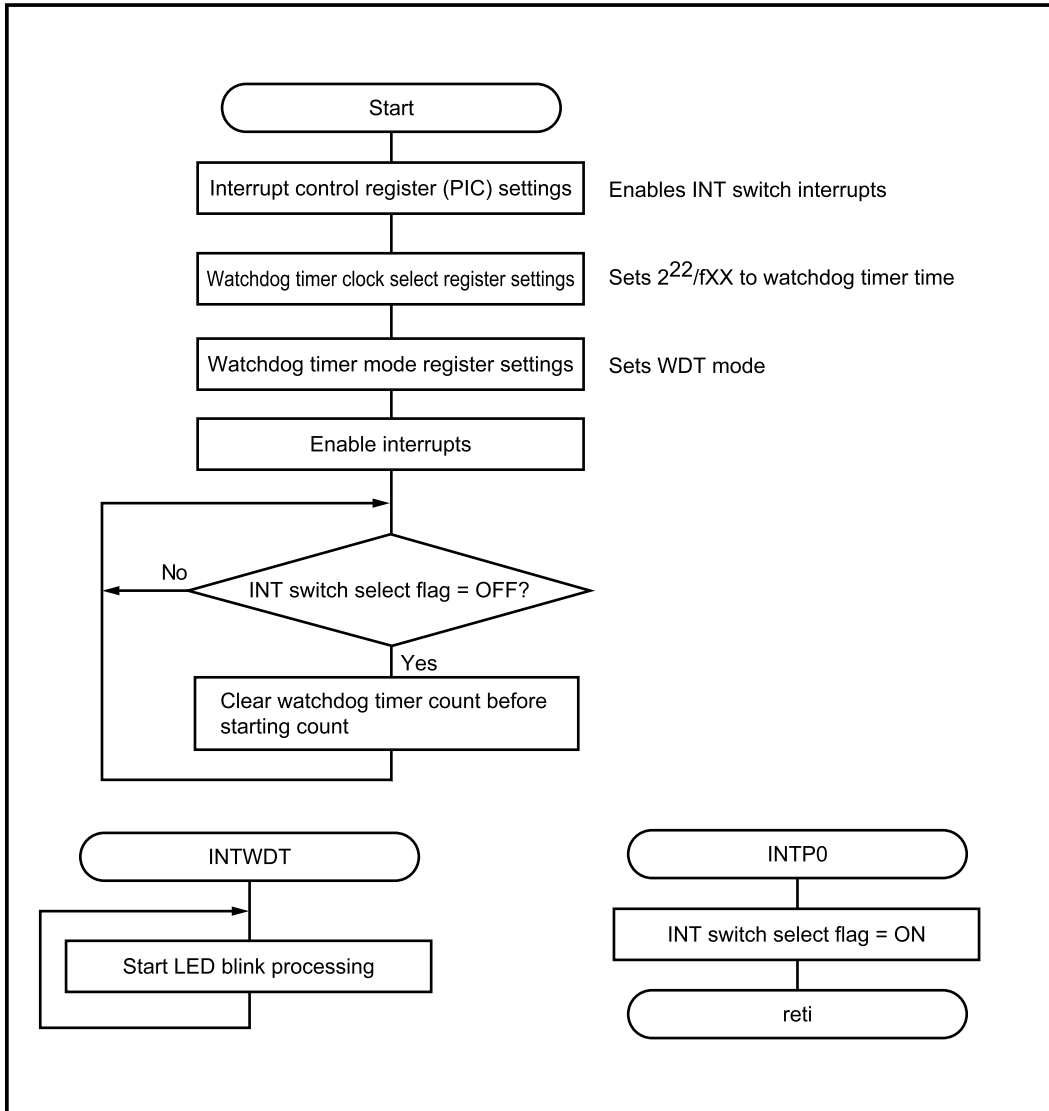 Start
Interrupt control register (PIC) settings
Enables INT switch interrupts
Watchdog timer clock select register settings
Sets 2^22/fXX to watchdog timer time
Watchdog timer mode register settings
Sets WDT mode
Enable interrupts
No
INT switch select flag = OFF?
Yes
Clear watchdog timer count before
starting count
INTWDT
Start LED blink processing
INTP0
INT switch select flag = ON
reti